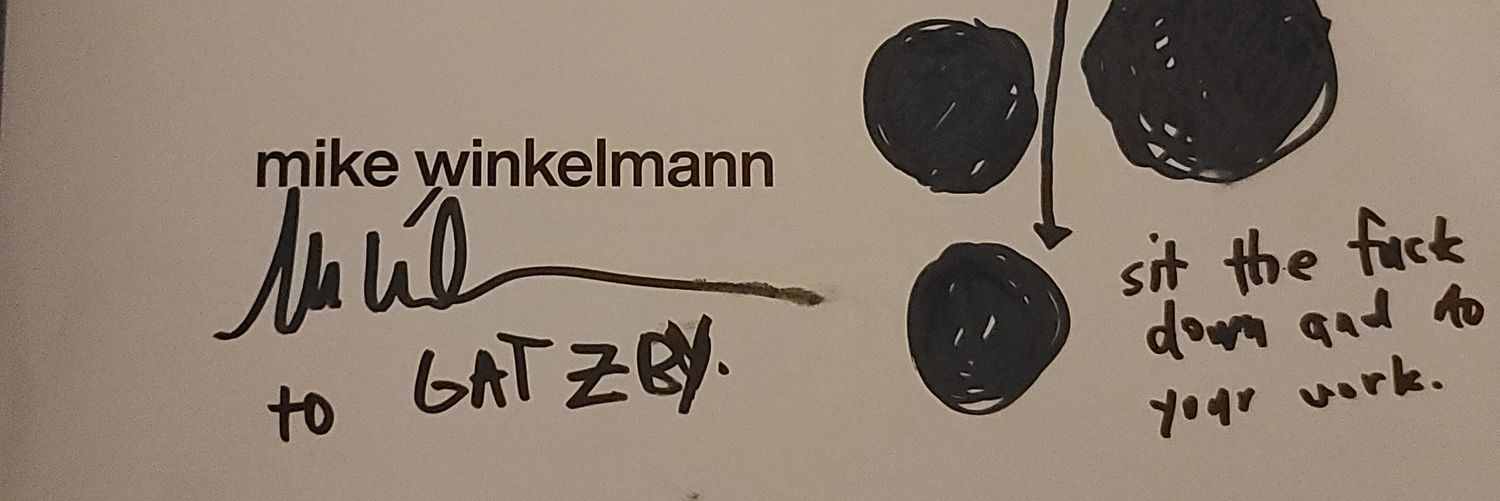 mike winkelmann
to GATZBY.
sit the fuck
down and do
your work.